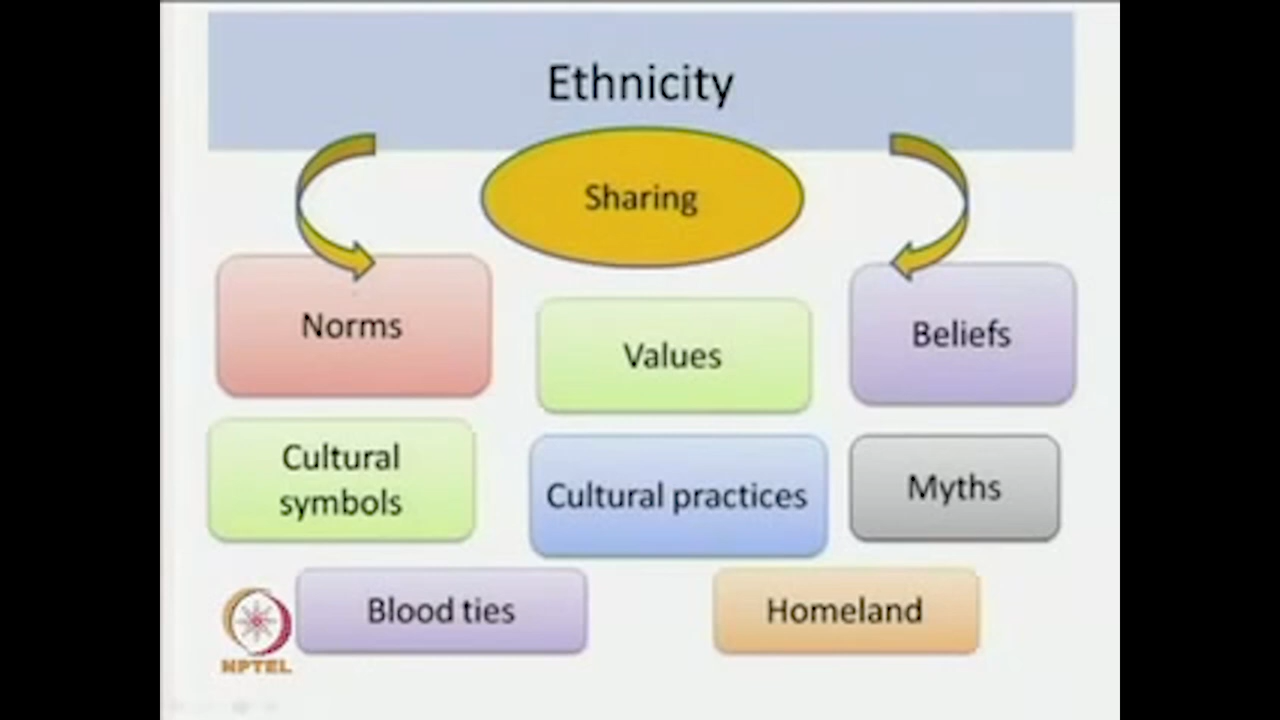 Ethnicity
Sharing
Norms
Values
Beliefs
Cultural
symbols
Cultural practices
Myths
Blood ties
Homeland
NPTEL